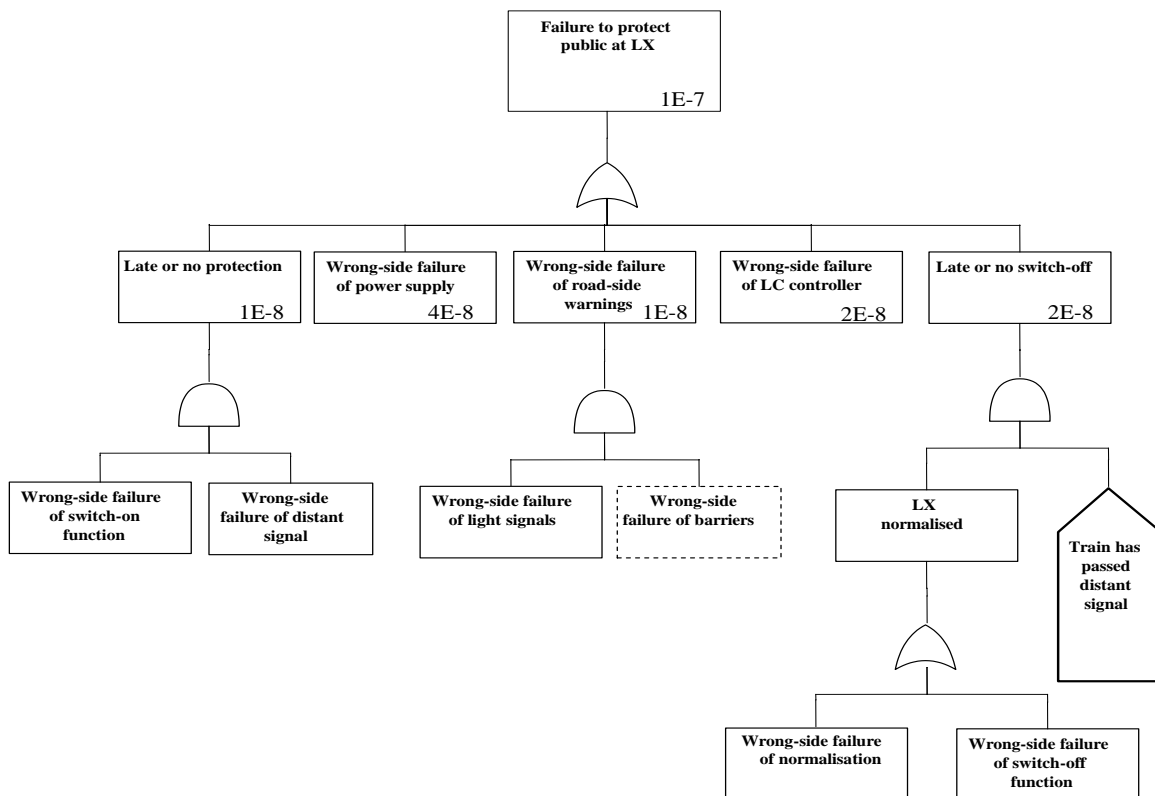 Failure to protect
public at LX
1E-7
Late or no protection
1E-8
Wrong-side failure
of power supply
4E-8
Wrong-side failure
of road-side
warnings
1E-8
Wrong-side failure
of LC controller
2E-8
Late or no switch-off
2E-8
Wrong-side failure
of switch-on
function
Wrong-side
failure of distant
signal
Wrong-side failure
of light signals
Wrong-side
failure of barriers
LX
normalised
Train has
passed
distant
signal
Wrong-side failure
of normalisation
Wrong-side failure
of switch-off
function